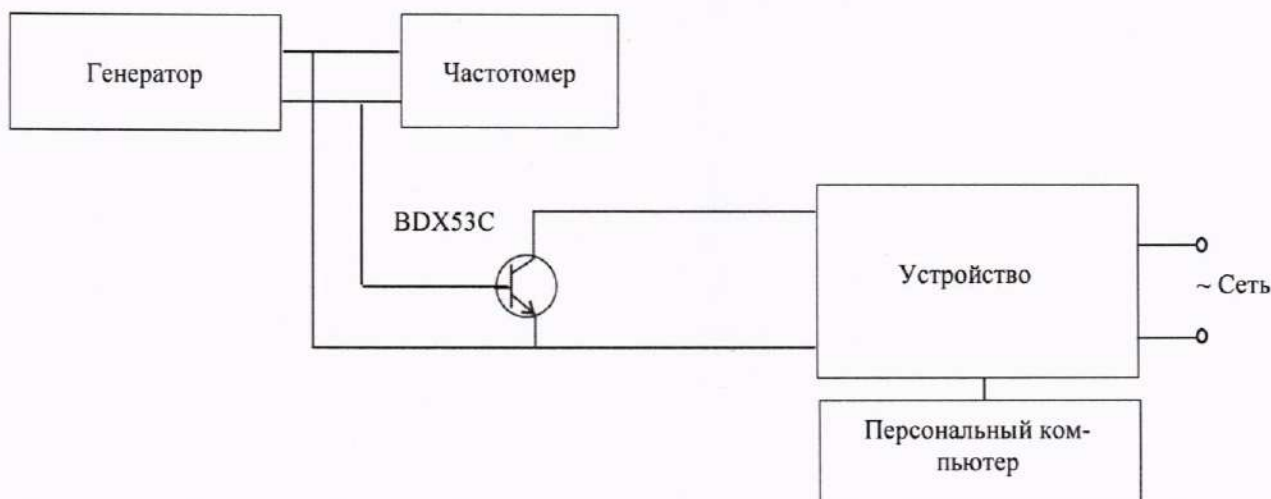 Генератор
Частотомер
BDX53C
Устройство
~ Сеть
Персональный ком-
пьютер